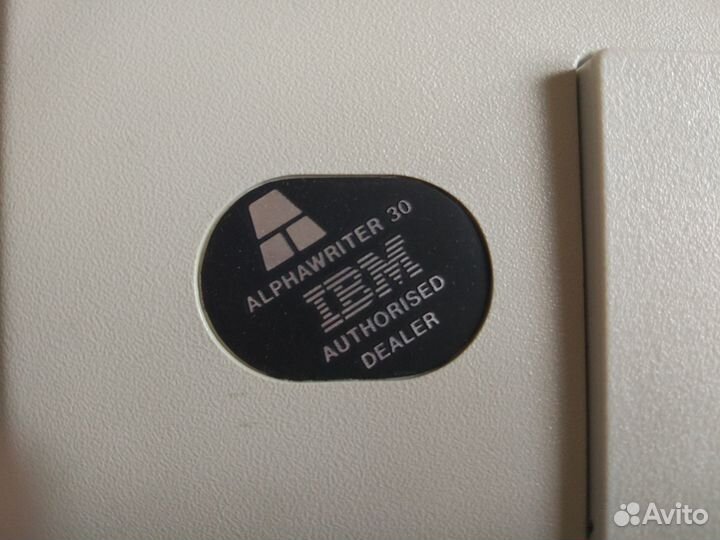 ALPHAWRITER 30
IBM
AUTHORISED
DEALER
Avito